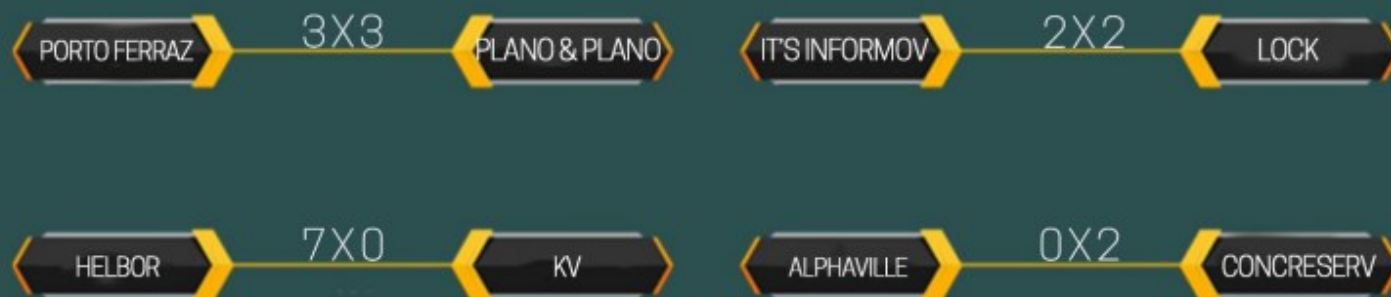 PORTO FERRAZ 3X3 PLANO & PLANO
IT'S INFORMOV 2X2 LOCK
HELBOR 7X0 KV
ALPHAVILLE 0X2 CONCRESERV